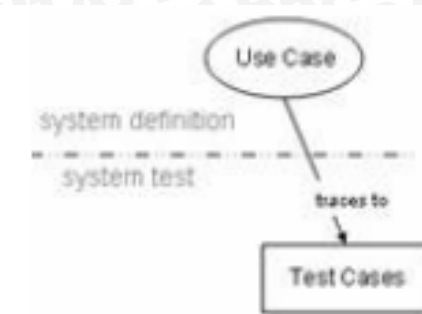 Use Case
system definition
system test
traces to
Test Cases